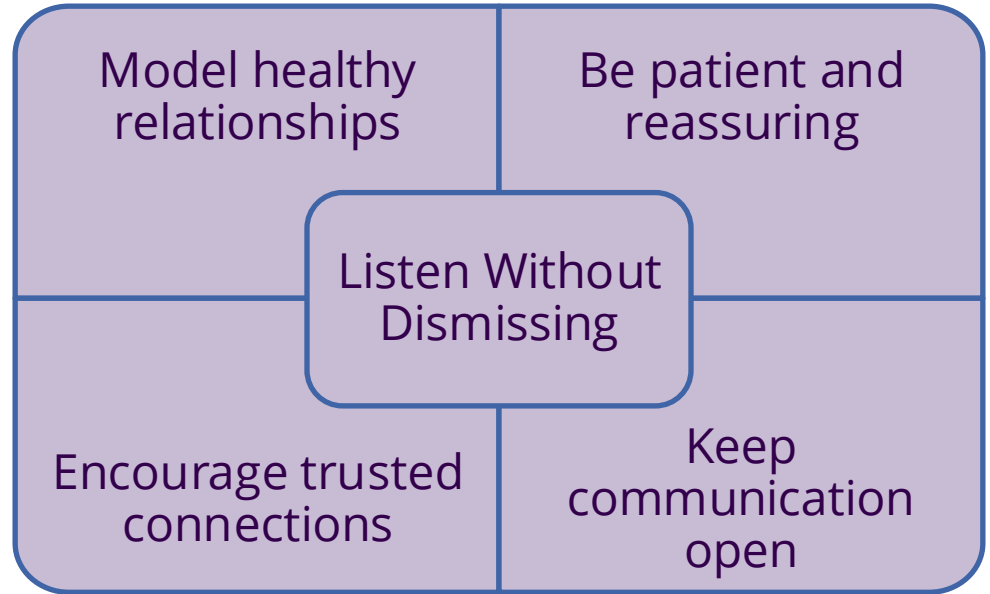 Model healthy
relationships
Be patient and
reassuring
Listen Without
Dismissing
Encourage trusted
connections
Keep
communication
open